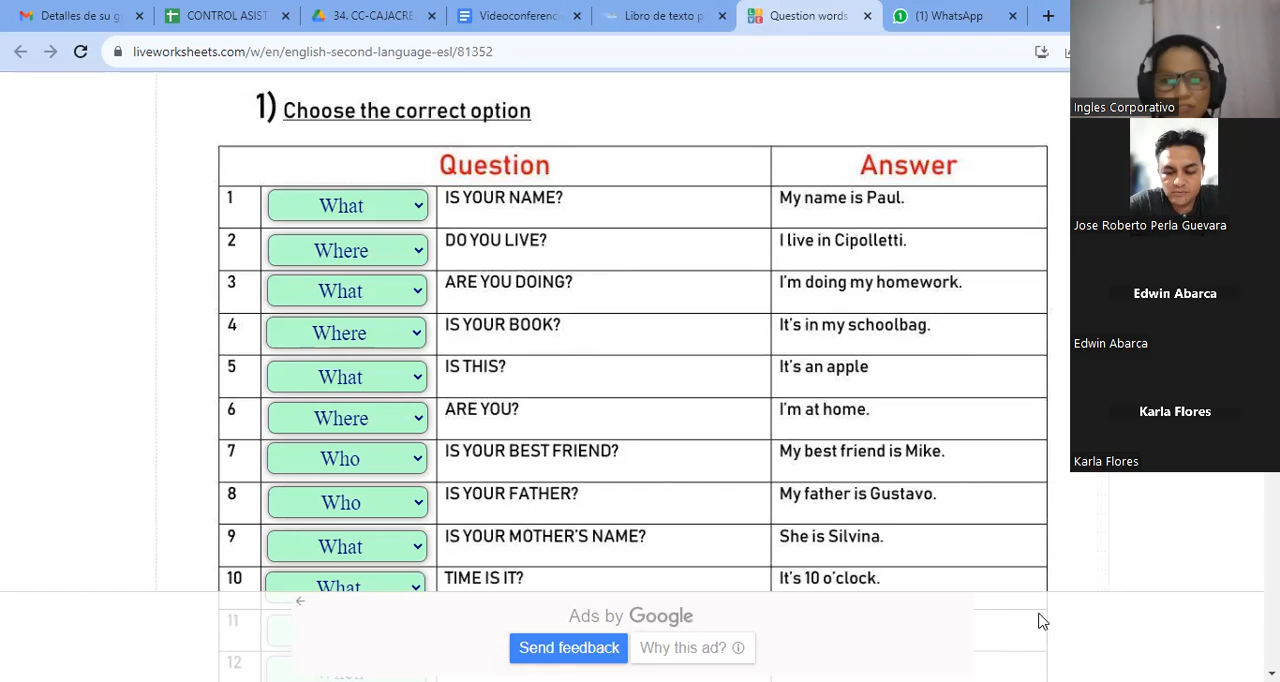 Detalles de su g
CONTROL ASIST
34. CC-CAJACRE
Videoconferenc
Libro de texto p
Question words
(1) WhatsApp
liveworksheets.com/w/en/english-second-language-esl/81352
1) Choose the correct option
Question Answer
1 What IS YOUR NAME? My name is Paul.
2 Where DO YOU LIVE? I live in Cipolletti.
3 What ARE YOU DOING? I'm doing my homework.
4 Where IS YOUR BOOK? It's in my schoolbag.
5 What IS THIS? It's an apple
6 Where ARE YOU? I'm at home.
7 Who IS YOUR BEST FRIEND? My best friend is Mike.
8 Who IS YOUR FATHER? My father is Gustavo.
9 What IS YOUR MOTHER'S NAME? She is Silvina.
10 What TIME IS IT? It's 10 o'clock.
11
12
Ads by Google
Send feedback Why this ad?
Ingles Corporativo
Jose Roberto Perla Guevara
Edwin Abarca
Edwin Abarca
Karla Flores
Karla Flores